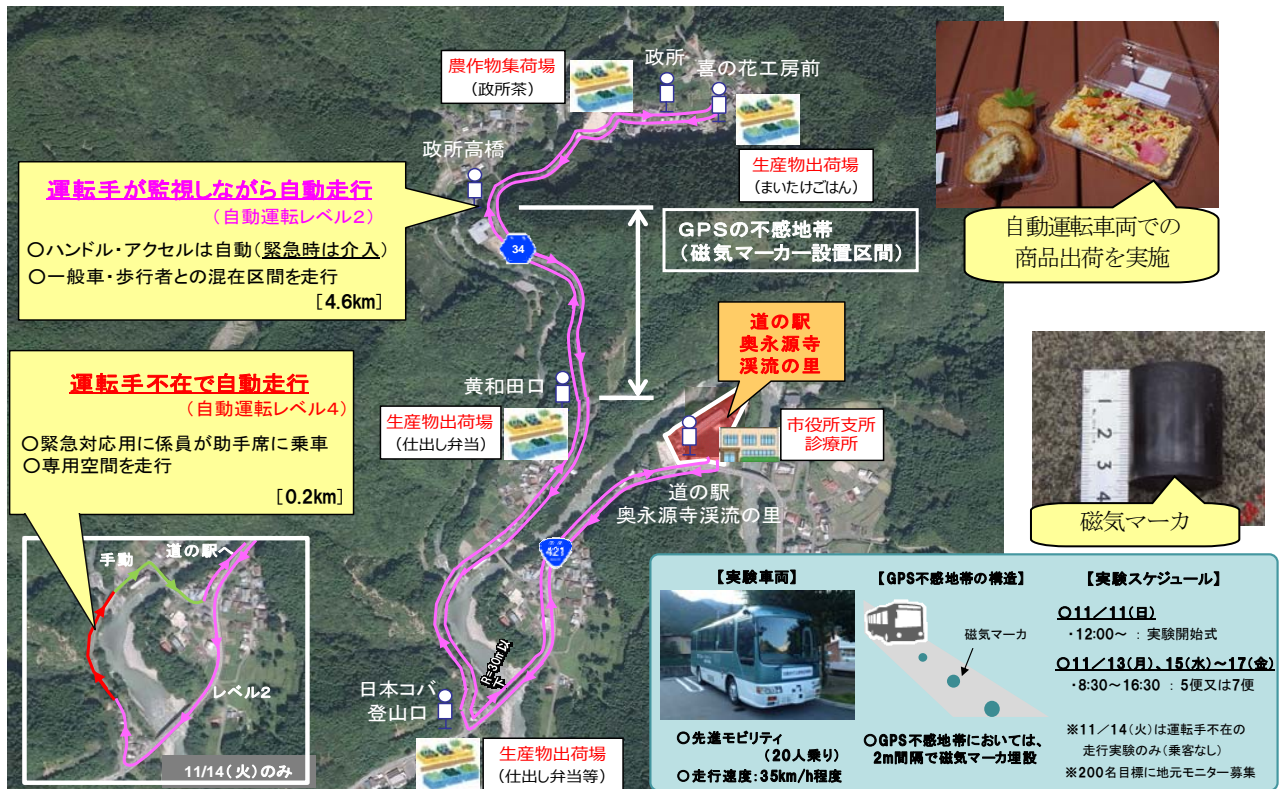 農作物集荷場
(政所茶)
政所
喜の花工房前
生産物出荷場
(まいたけごはん)
政所高橋
運転手が監視しながら自動走行
(自動運転レベル2)
○ハンドル・アクセルは自動(緊急時は介入)
○一般車・歩行者との混在区間を走行
[4.6km]
34
GPSの不感地帯
(磁気マーカー設置区間)
自動運転車両での
商品出荷を実施
運転手不在で自動走行
(自動運転レベル4)
○緊急対応用に係員が助手席に乗車
○専用空間を走行
[0.2km]
黄和田口
生産物出荷場
(仕出し弁当)
道の駅
奥永源寺
渓流の里
市役所支所
診療所
道の駅
奥永源寺渓流の里
421
1
2
3
4
磁気マーカ
手動
道の駅へ
レベル2
11/14(火)のみ
R=30m以
下
日本コバ
登山口
生産物出荷場
(仕出し弁当等)
【実験車両】
○先進モビリティ
(20人乗り)
○走行速度:35km/h程度
【GPS不感地帯の構造】
磁気マーカ
○GPS不感地帯においては、
2m間隔で磁気マーカ埋設
【実験スケジュール】
○11/11(日)
・12:00~ : 実験開始式
○11/13(月)、15(水)~17(金)
・8:30~16:30 : 5便又は7便
※11/14(火)は運転手不在の
走行実験のみ(乗客なし)
※200名目標に地元モニター募集